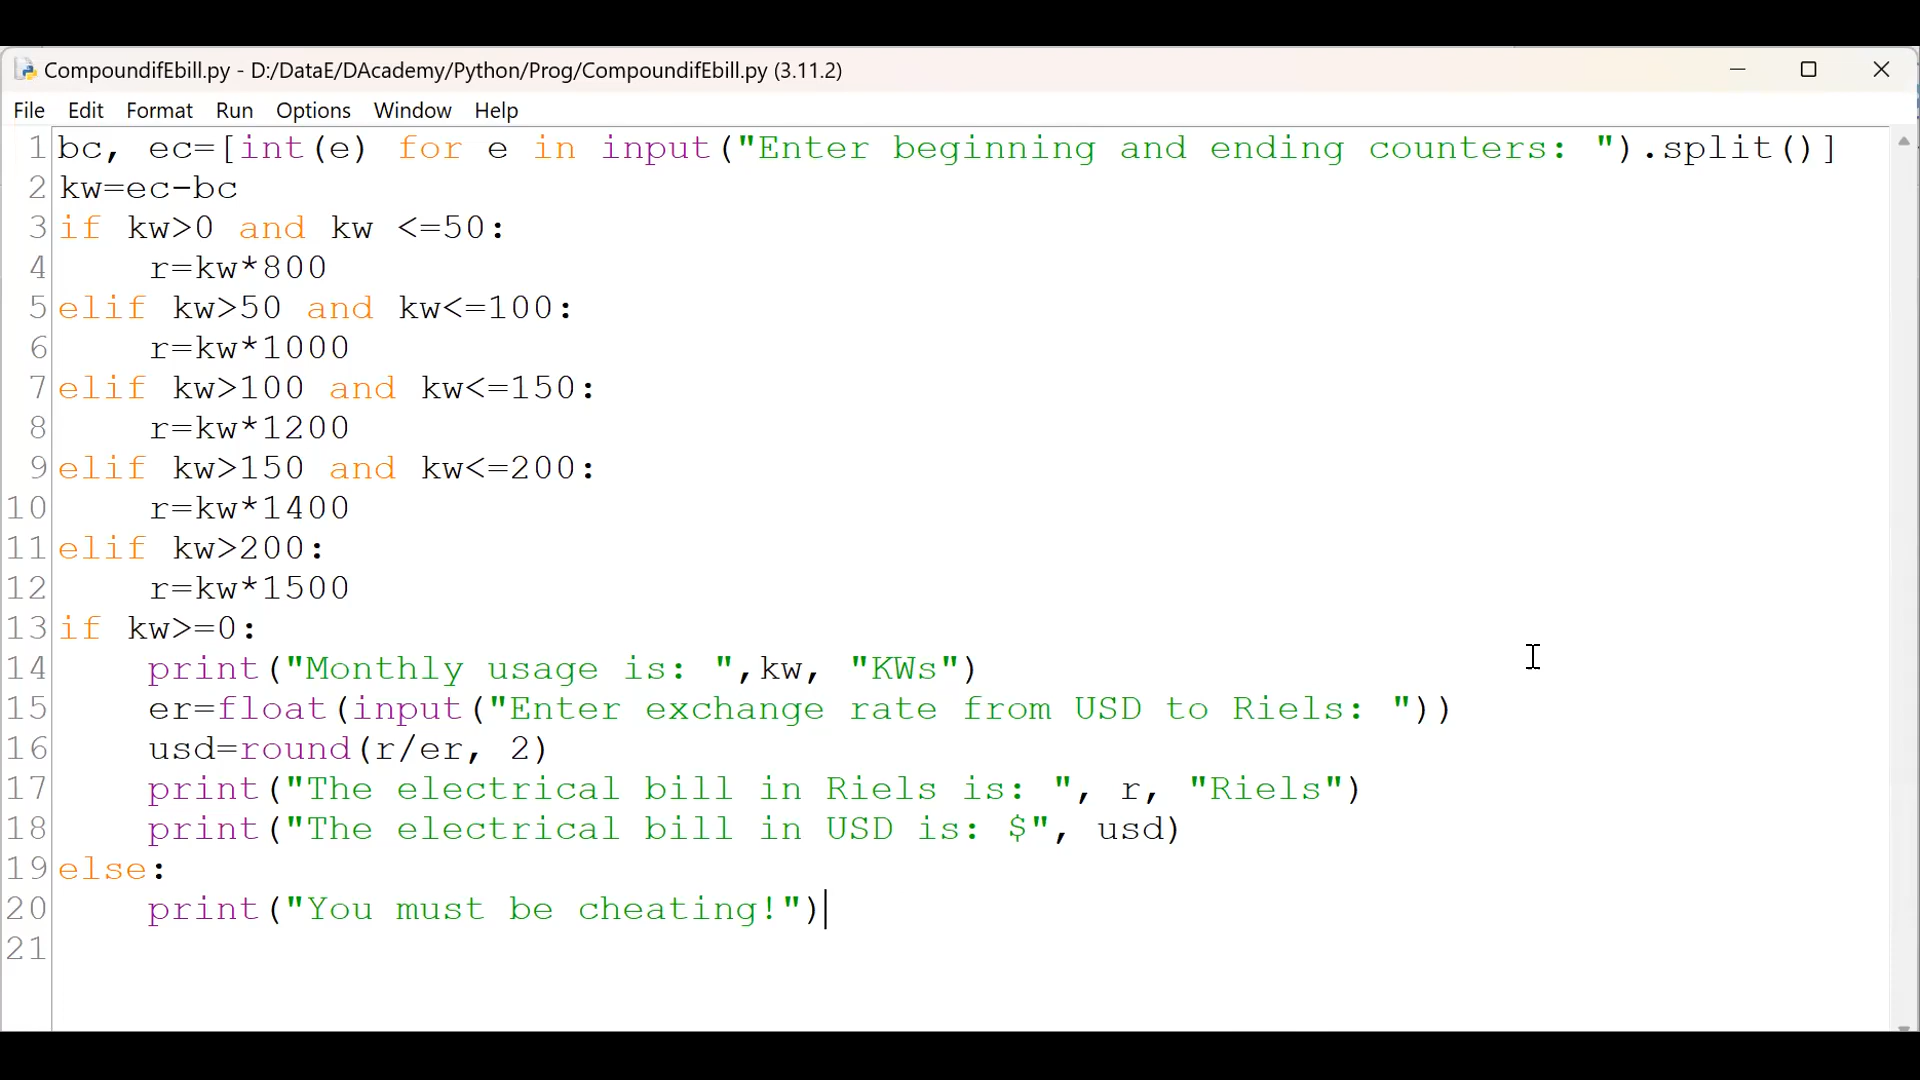 CompoundifEbill.py - D:/DataE/DAcademy/Python/Prog/CompoundifEbill.py (3.11.2)
File Edit Format Run Options Window Help
1 bc, ec=[int(e) for e in input("Enter beginning and ending counters: ").split()]
2 kw=ec-bc
3 if kw>0 and kw <=50:
4     r=kw*800
5 elif kw>50 and kw<=100:
6     r=kw*1000
7 elif kw>100 and kw<=150:
8     r=kw*1200
9 elif kw>150 and kw<=200:
10     r=kw*1400
11 elif kw>200:
12     r=kw*1500
13 if kw>=0:
14     print("Monthly usage is: ",kw, "KWs")
15     er=float(input("Enter exchange rate from USD to Riels: "))
16     usd=round(r/er, 2)
17     print("The electrical bill in Riels is: ", r, "Riels")
18     print("The electrical bill in USD is: $", usd)
19 else:
20     print("You must be cheating!")
21